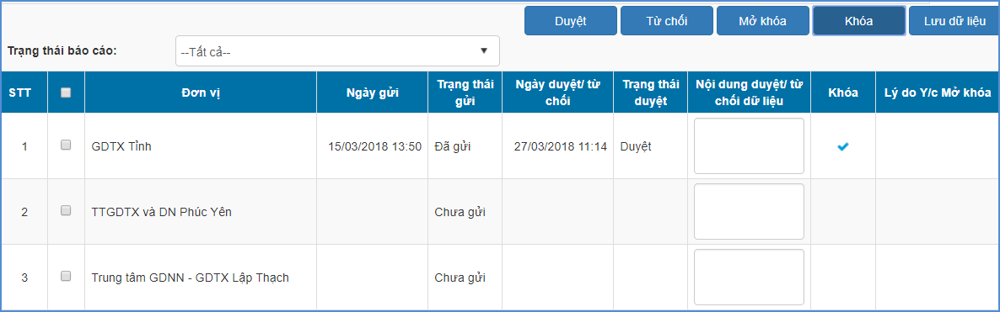 Duyệt Từ chối Mở khóa Khóa Lưu dữ liệu
Trạng thái báo cáo: --Tất cả--
STT Đơn vị Ngày gửi Trạng thái gửi Ngày duyệt/ từ chối Trạng thái duyệt Nội dung duyệt/ từ chối dữ liệu Khóa Lý do Y/c Mở khóa
1 GDTX Tỉnh 15/03/2018 13:50 Đã gửi 27/03/2018 11:14 Duyệt
2 TTGDTX và DN Phúc Yên Chưa gửi
3 Trung tâm GDNN - GDTX Lập Thạch Chưa gửi